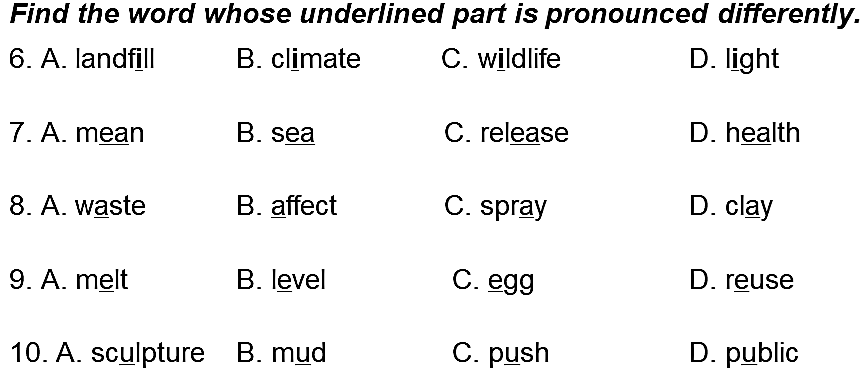 Find the word whose underlined part is pronounced differently.
6. A. landfill B. climate C. wildlife D. light
7. A. mean B. sea C. release D. health
8. A. waste B. affect C. spray D. clay
9. A. melt B. level C. egg D. reuse
10. A. sculpture B. mud C. push D. public